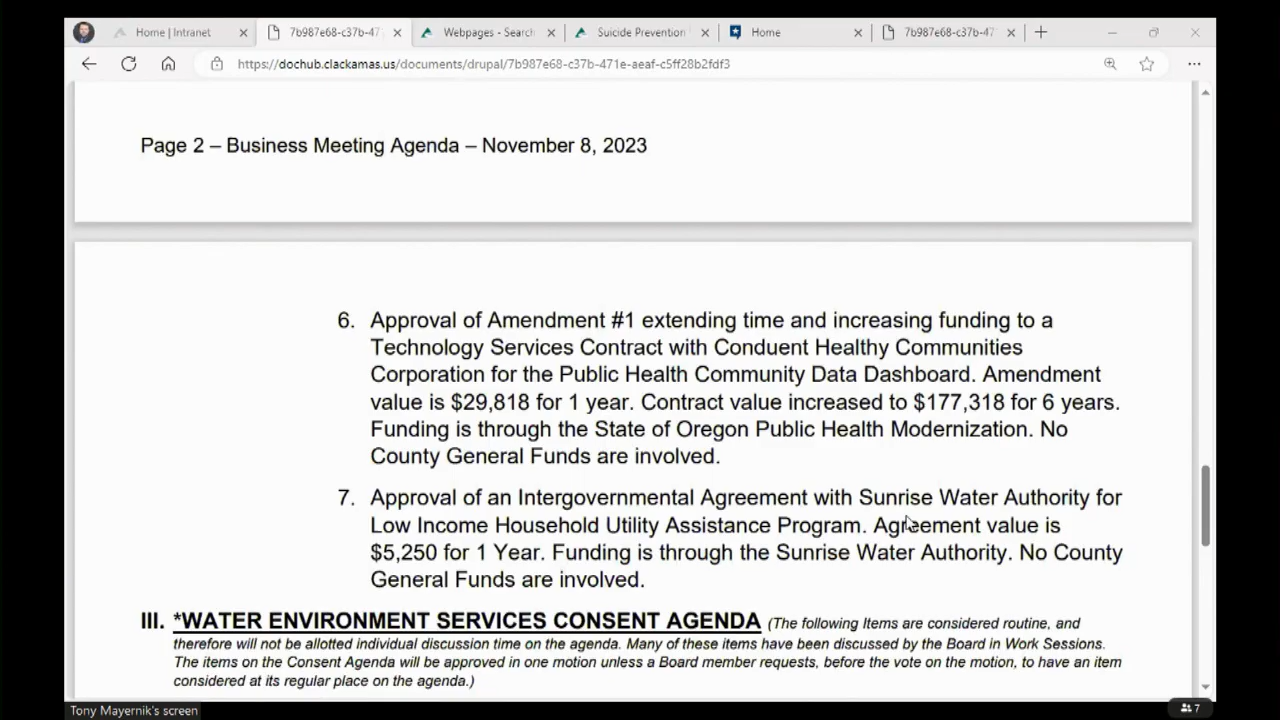 Home | Intranet
7b987e68-c37b-47
Webpages - Search
Suicide Prevention
Home
7b987e68-c37b-47
https://dochub.clackamas.us/documents/drupal/7b987e68-c37b-471e-aeaf-c5ff28b2fdf3
Page 2 – Business Meeting Agenda – November 8, 2023
6. Approval of Amendment #1 extending time and increasing funding to a
Technology Services Contract with Conduent Healthy Communities
Corporation for the Public Health Community Data Dashboard. Amendment
value is $29,818 for 1 year. Contract value increased to $177,318 for 6 years.
Funding is through the State of Oregon Public Health Modernization. No
County General Funds are involved.
7. Approval of an Intergovernmental Agreement with Sunrise Water Authority for
Low Income Household Utility Assistance Program. Agreement value is
$5,250 for 1 Year. Funding is through the Sunrise Water Authority. No County
General Funds are involved.
III. *WATER ENVIRONMENT SERVICES CONSENT AGENDA (The following Items are considered routine, and
therefore will not be allotted individual discussion time on the agenda. Many of these items have been discussed by the Board in Work Sessions.
The items on the Consent Agenda will be approved in one motion unless a Board member requests, before the vote on the motion, to have an item
considered at its regular place on the agenda.)
Tony Mayernik's screen
7